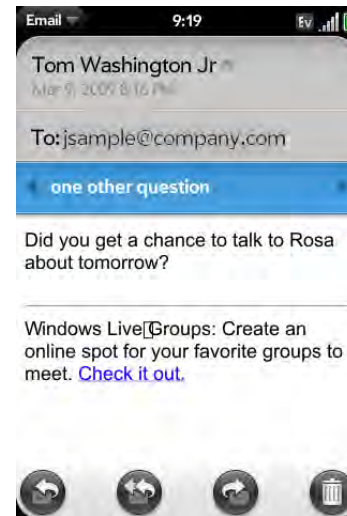 Email
9:19
Ev
Tom Washington Jr
Mar 9, 2009 8:16 PM
To: jsample@company.com
one other question
Did you get a chance to talk to Rosa
about tomorrow?
Windows Live▯Groups: Create an
online spot for your favorite groups to
meet. Check it out.